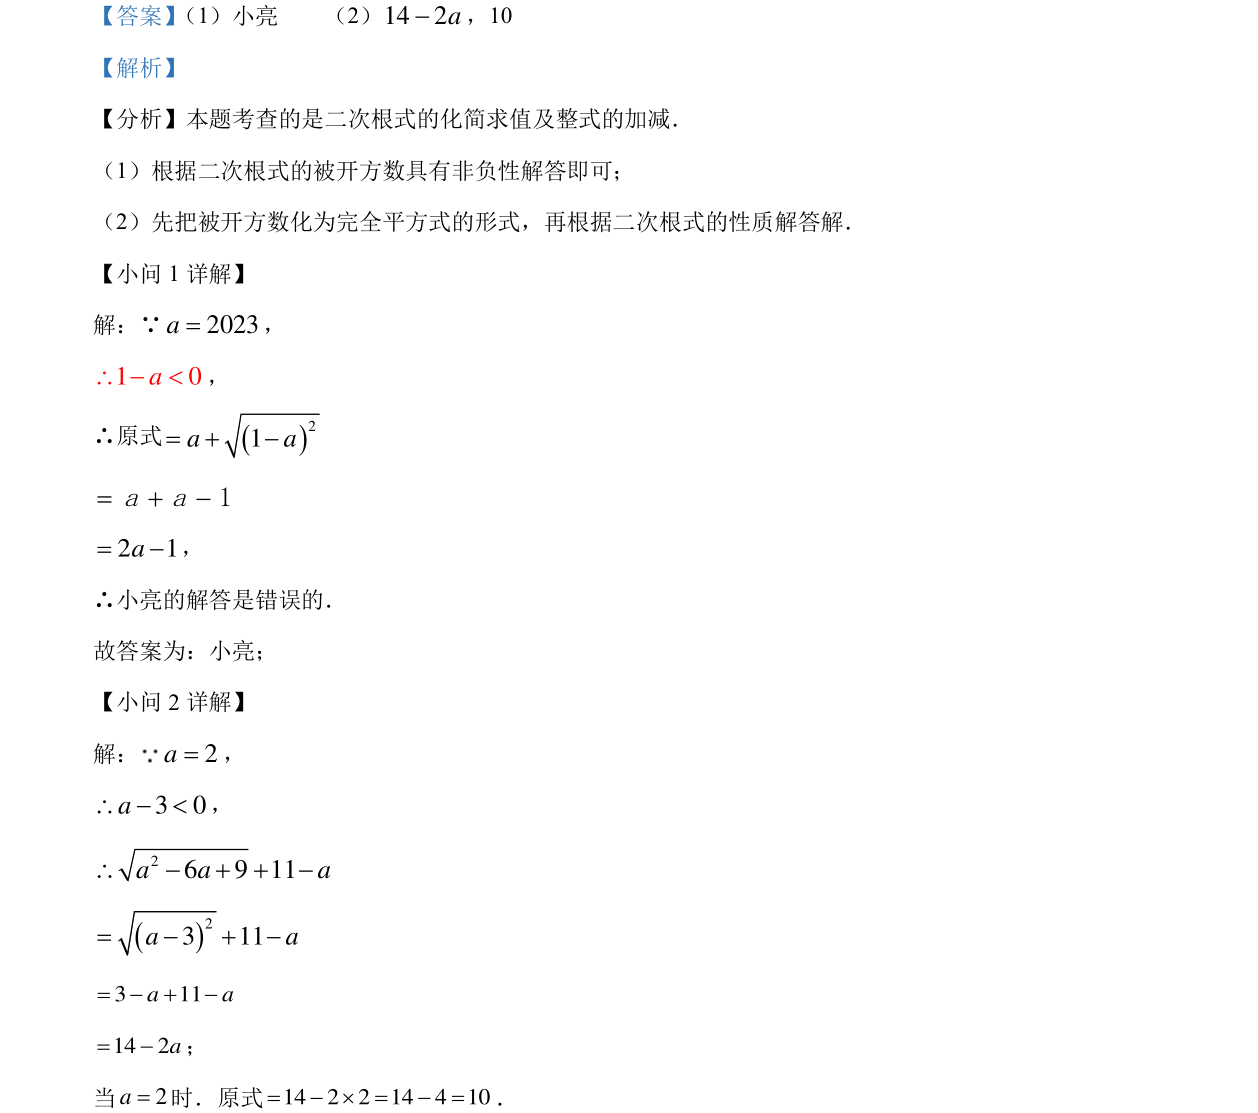 【答案】（1）小亮 （2）14－2a，10
【解析】
【分析】本题考查的是二次根式的化简求值及整式的加减．
（1）根据二次根式的被开方数具有非负性解答即可；
（2）先把被开方数化为完全平方式的形式，再根据二次根式的性质解答解．
【小问 1 详解】
解：∵a＝2023，
∴1－a＜0，
∴原式＝a＋√(1－a)²
＝ a ＋ a － 1
＝2a－1，
∴小亮的解答是错误的．
故答案为：小亮；
【小问 2 详解】
解：∵a＝2，
∴a－3＜0，
∴√(a²－6a＋9)＋11－a
＝√(a－3)²＋11－a
＝3－a＋11－a
＝14－2a；
当a＝2时．原式＝14－2×2＝14－4＝10．